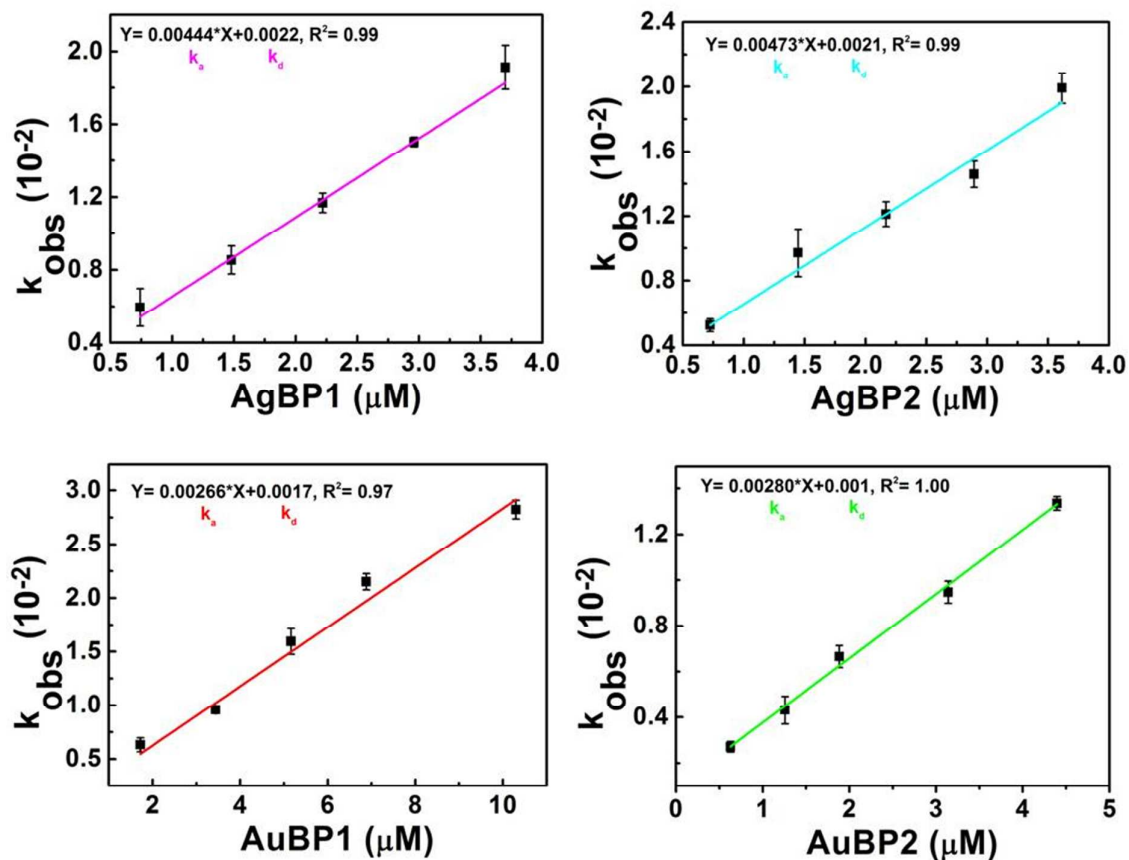 Y= 0.00444*X+0.0022, R²= 0.99
kₐ k_d
k_obs (10⁻²)
2.0
1.6
1.2
0.8
0.4
0.5 1.0 1.5 2.0 2.5 3.0 3.5 4.0
AgBP1 (μM)
Y= 0.00473*X+0.0021, R²= 0.99
kₐ k_d
k_obs (10⁻²)
2.4
2.0
1.6
1.2
0.8
0.4
0.5 1.0 1.5 2.0 2.5 3.0 3.5 4.0
AgBP2 (μM)
Y= 0.00266*X+0.0017, R²= 0.97
kₐ k_d
k_obs (10⁻²)
3.0
2.5
2.0
1.5
1.0
0.5
2 4 6 8 10
AuBP1 (μM)
Y= 0.00280*X+0.001, R²= 1.00
kₐ k_d
k_obs (10⁻²)
1.2
0.8
0.4
0 1 2 3 4 5
AuBP2 (μM)